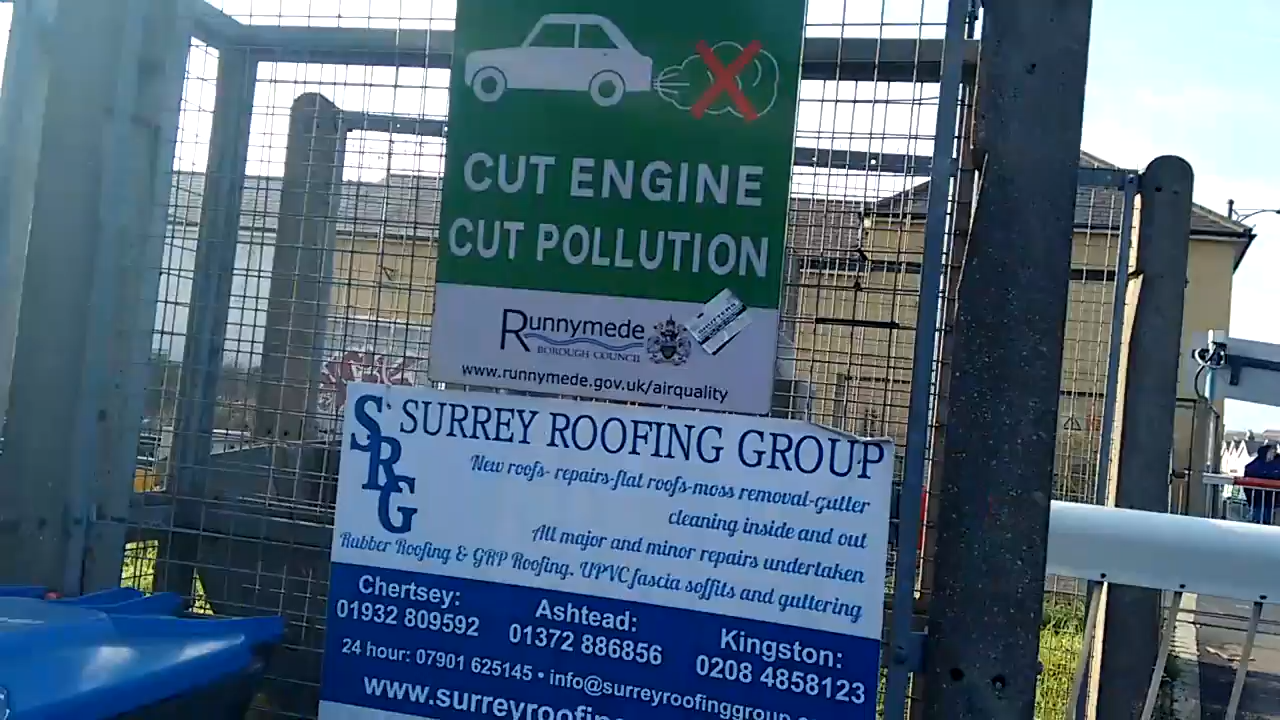 CUT ENGINE
CUT POLLUTION
Runnymede
BOROUGH COUNCIL
www.runnymede.gov.uk/airquality
SRG
SURREY ROOFING GROUP
New roofs- repairs-flat roofs-moss removal-gutter
cleaning inside and out
All major and minor repairs undertaken
Rubber Roofing & GRP Roofing. UPVC fascia soffits and guttering
Chertsey:
01932 809592
Ashtead:
01372 886856
Kingston:
0208 4858123
24 hour: 07901 625145 • info@surreyroofinggroup.c
www.surreyroofing